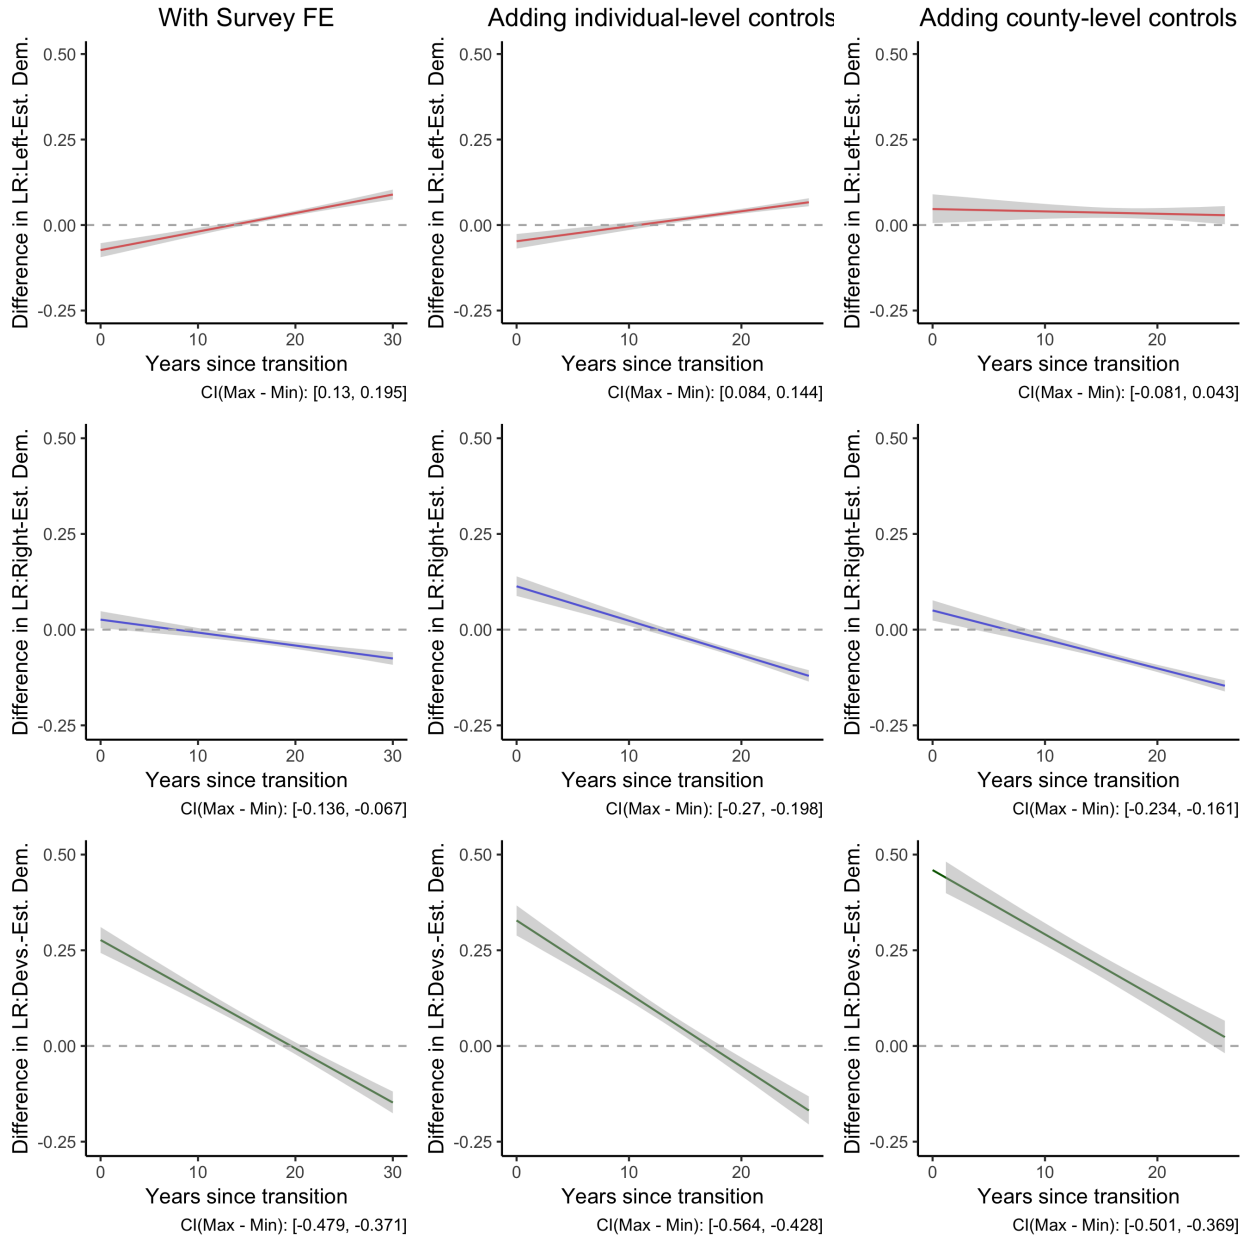 With Survey FE
Adding individual-level controls
Adding county-level controls
Difference in LR:Left-Est. Dem.
0.50
0.25
0.00
-0.25
0
10
20
30
Years since transition
CI(Max - Min): [0.13, 0.195]
Difference in LR:Left-Est. Dem.
0.50
0.25
0.00
-0.25
0
10
20
Years since transition
CI(Max - Min): [0.084, 0.144]
Difference in LR:Left-Est. Dem.
0.50
0.25
0.00
-0.25
0
10
20
Years since transition
CI(Max - Min): [-0.081, 0.043]
Difference in LR:Right-Est. Dem.
0.50
0.25
0.00
-0.25
0
10
20
30
Years since transition
CI(Max - Min): [-0.136, -0.067]
Difference in LR:Right-Est. Dem.
0.50
0.25
0.00
-0.25
0
10
20
Years since transition
CI(Max - Min): [-0.27, -0.198]
Difference in LR:Right-Est. Dem.
0.50
0.25
0.00
-0.25
0
10
20
Years since transition
CI(Max - Min): [-0.234, -0.161]
Difference in LR:Devs.-Est. Dem.
0.50
0.25
0.00
-0.25
0
10
20
30
Years since transition
CI(Max - Min): [-0.479, -0.371]
Difference in LR:Devs.-Est. Dem.
0.50
0.25
0.00
-0.25
0
10
20
Years since transition
CI(Max - Min): [-0.564, -0.428]
Difference in LR:Devs.-Est. Dem.
0.50
0.25
0.00
-0.25
0
10
20
Years since transition
CI(Max - Min): [-0.501, -0.369]